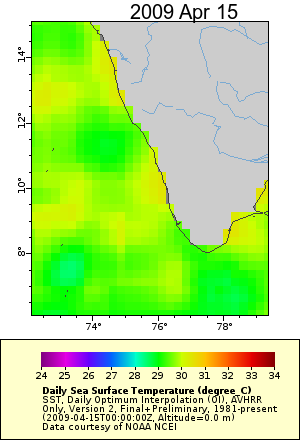 2009 Apr 15
14°
12°
10°
8°
74°
76°
78°
24 25 26 27 28 29 30 31 32 33 34
Daily Sea Surface Temperature (degree_C)
SST, Daily Optimum Interpolation (OI), AVHRR
Only, Version 2, Final+Preliminary, 1981-present
(2009-04-15T00:00:00Z, Altitude=0.0 m)
Data courtesy of NOAA NCEI